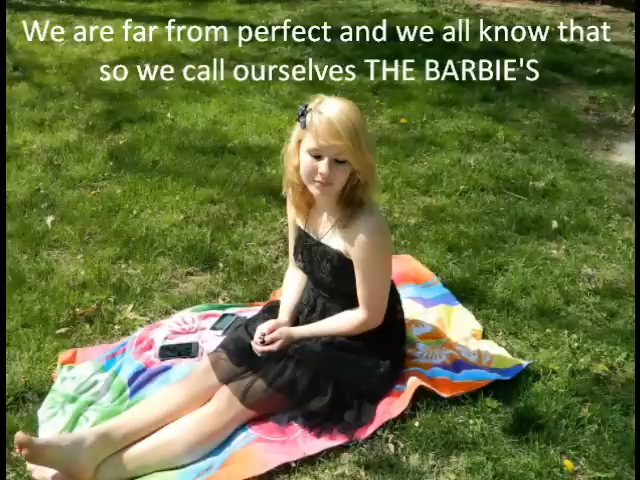 We are far from perfect and we all know that
so we call ourselves THE BARBIE'S